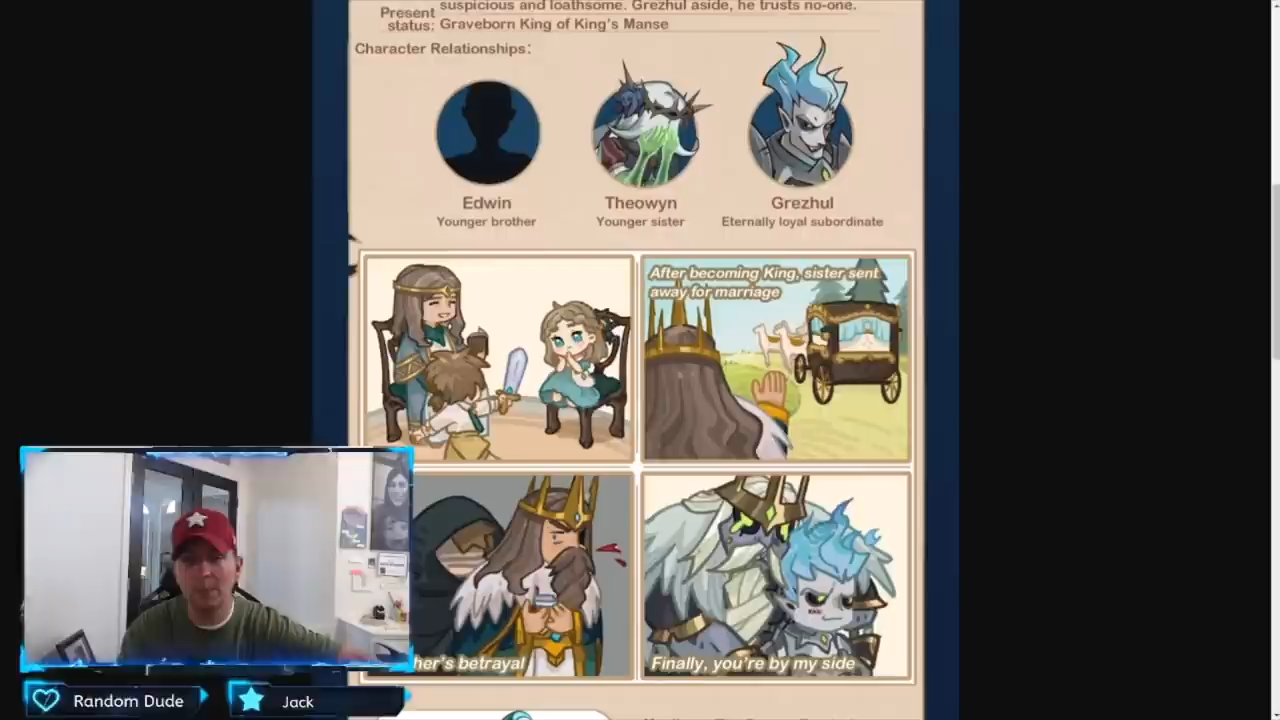 suspicious and loathsome. Grezhul aside, he trusts no-one.
Present
status: Graveborn King of King's Manse
Character Relationships:
Edwin
Theowyn
Grezhul
Younger brother
Younger sister
Eternally loyal subordinate
After becoming King, sister sent
away for marriage
her's betrayal
Finally, you're by my side
Random Dude
Jack